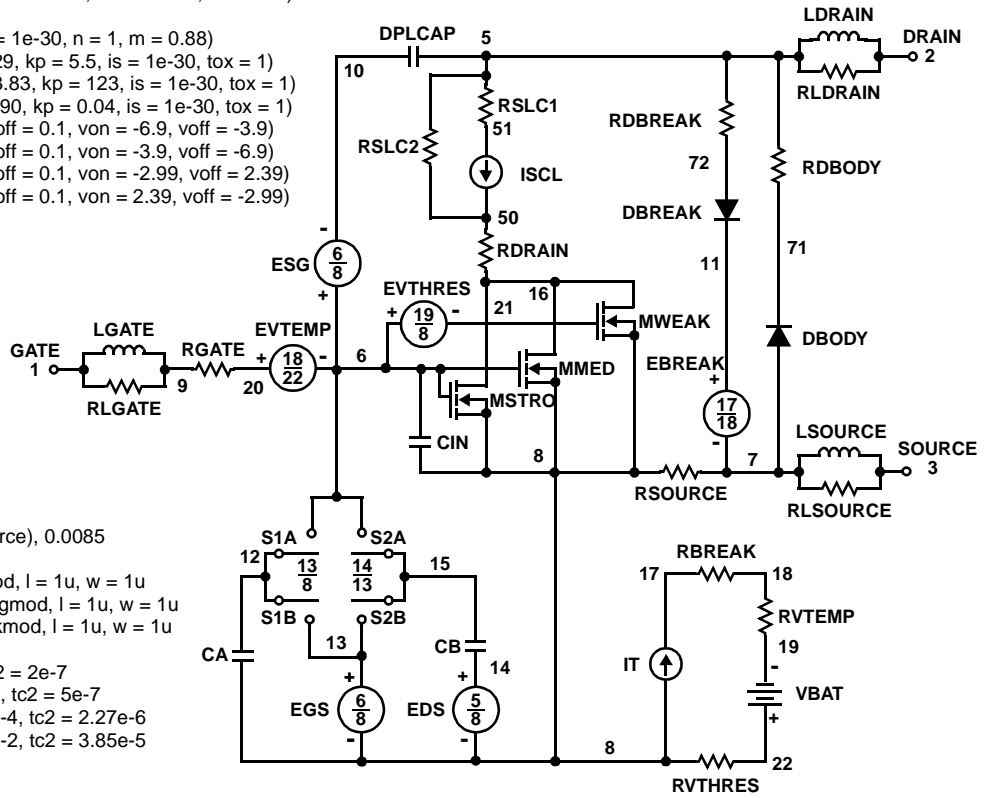 = 1e-30, n = 1, m = 0.88)
29, kp = 5.5, is = 1e-30, tox = 1)
3.83, kp = 123, is = 1e-30, tox = 1)
90, kp = 0.04, is = 1e-30, tox = 1)
off = 0.1, von = -6.9, voff = -3.9)
off = 0.1, von = -3.9, voff = -6.9)
off = 0.1, von = -2.99, voff = 2.39)
off = 0.1, von = 2.39, voff = -2.99)
LDRAIN
DRAIN
2
RLDRAIN
DPLCAP
5
10
RSLC1
51
RSLC2
ISCL
50
RDRAIN
RDBREAK
72
RDBODY
DBREAK
71
11
ESG
-
6
8
+
EVTHRES
+
19
8
-
21
16
MWEAK
DBODY
LGATE
GATE
1
RLGATE
9
RGATE
20
EVTEMP
+
18
22
-
6
MMED
MSTRO
CIN
8
EBREAK
+
17
18
-
RSOURCE
7
LSOURCE
SOURCE
3
RLSOURCE
rce), 0.0085
od, l = 1u, w = 1u
gmod, l = 1u, w = 1u
kmod, l = 1u, w = 1u
2 = 2e-7
, tc2 = 5e-7
-4, tc2 = 2.27e-6
-2, tc2 = 3.85e-5
S1A
S2A
12
13
8
14
13
15
S1B
S2B
13
CA
CB
14
+
EGS
6
8
-
+
EDS
5
8
-
8
RBREAK
17
18
RVTEMP
19
IT
-
VBAT
+
22
RVTHRES